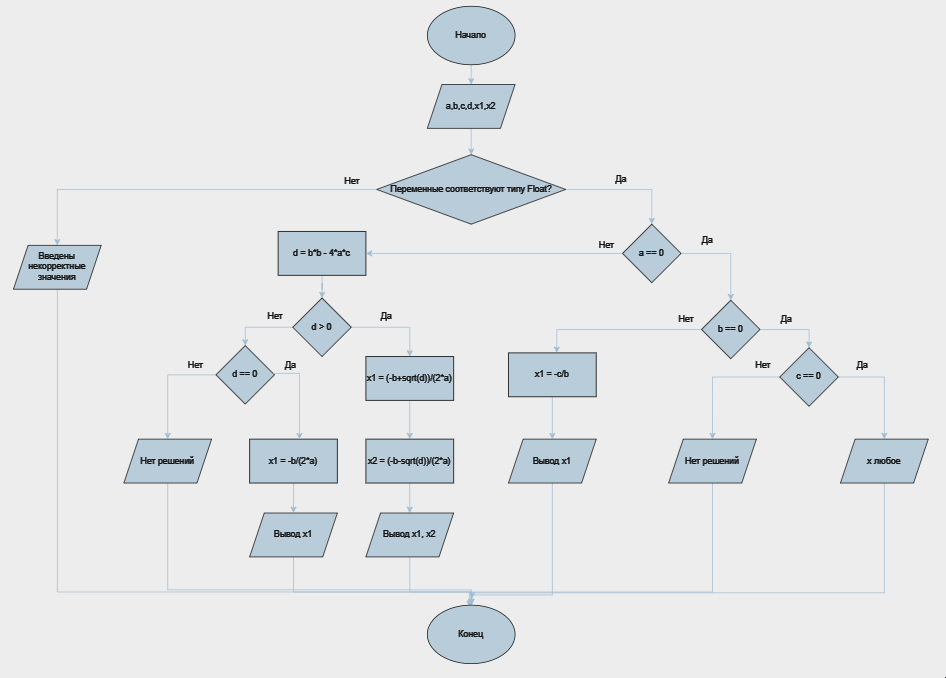 Начало
a,b,c,d,x1,x2
Нет
Переменные соответствуют типу Float?
Да
Введены
некорректные
значения
d = b*b - 4*a*c
Нет
a == 0
Да
Нет
d > 0
Да
Нет
b == 0
Да
Нет
d == 0
Да
x1 = (-b+sqrt(d))/(2*a)
x1 = -c/b
Нет
c == 0
Да
Нет решений
x1 = -b/(2*a)
x2 = (-b-sqrt(d))/(2*a)
Вывод x1
Нет решений
x любое
Вывод x1
Вывод x1, x2
Конец